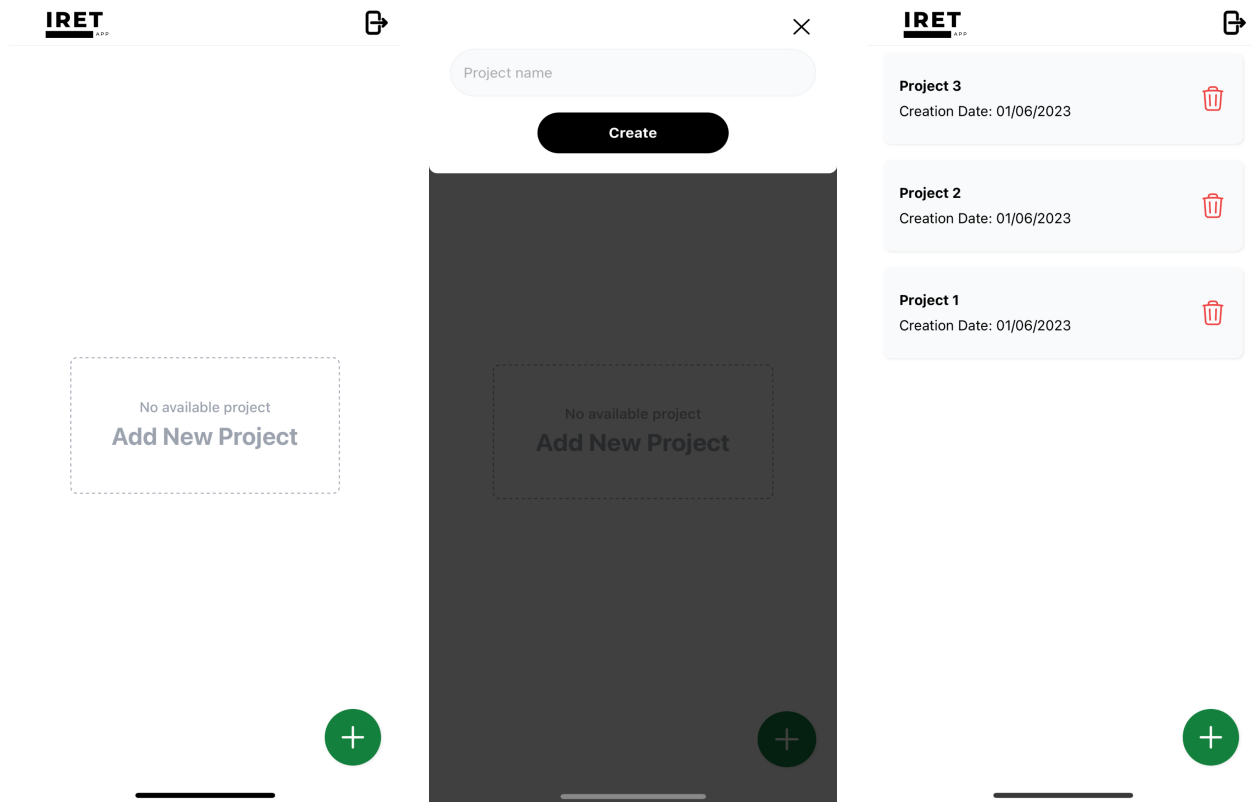 IRET
APP
No available project
Add New Project
Project name
Create
No available project
Add New Project
IRET
APP
Project 3
Creation Date: 01/06/2023
Project 2
Creation Date: 01/06/2023
Project 1
Creation Date: 01/06/2023